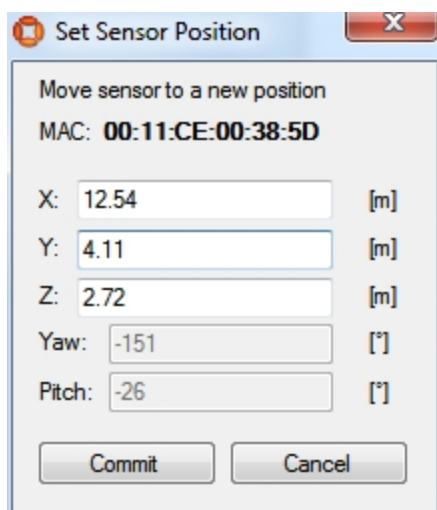 Set Sensor Position
Move sensor to a new position
MAC: 00:11:CE:00:38:5D
X: 12.54 [m]
Y: 4.11 [m]
Z: 2.72 [m]
Yaw: -151 [°]
Pitch: -26 [°]
Commit Cancel